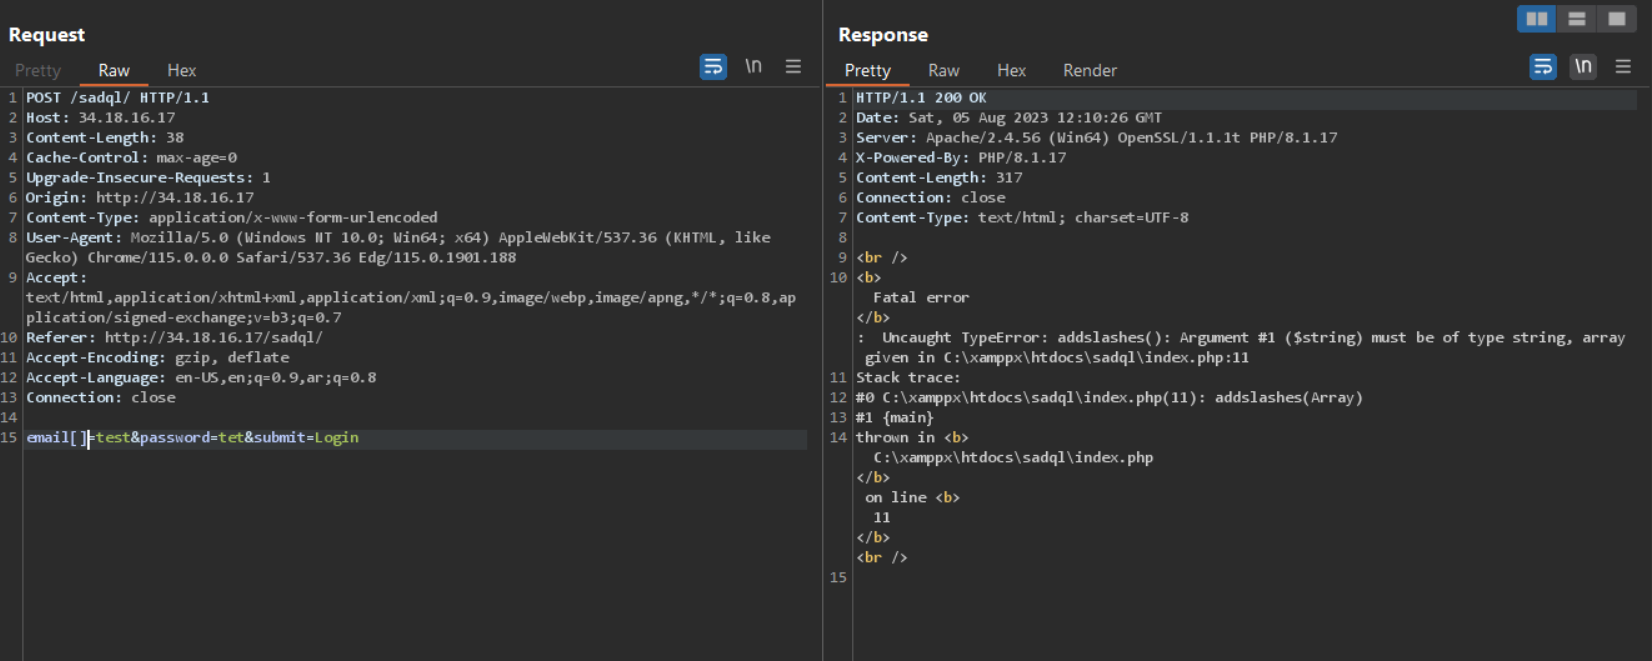 Request
Pretty Raw Hex
\n
1 POST /sadql/ HTTP/1.1
2 Host: 34.18.16.17
3 Content-Length: 38
4 Cache-Control: max-age=0
5 Upgrade-Insecure-Requests: 1
6 Origin: http://34.18.16.17
7 Content-Type: application/x-www-form-urlencoded
8 User-Agent: Mozilla/5.0 (Windows NT 10.0; Win64; x64) AppleWebKit/537.36 (KHTML, like
Gecko) Chrome/115.0.0.0 Safari/537.36 Edg/115.0.1901.188
9 Accept:
text/html,application/xhtml+xml,application/xml;q=0.9,image/webp,image/apng,*/*;q=0.8,ap
plication/signed-exchange;v=b3;q=0.7
10 Referer: http://34.18.16.17/sadql/
11 Accept-Encoding: gzip, deflate
12 Accept-Language: en-US,en;q=0.9,ar;q=0.8
13 Connection: close
14
15 email[]=test&password=tet&submit=Login
Response
Pretty Raw Hex Render
\n
1 HTTP/1.1 200 OK
2 Date: Sat, 05 Aug 2023 12:10:26 GMT
3 Server: Apache/2.4.56 (Win64) OpenSSL/1.1.1t PHP/8.1.17
4 X-Powered-By: PHP/8.1.17
5 Content-Length: 317
6 Connection: close
7 Content-Type: text/html; charset=UTF-8
8
9 <br />
10 <b>
Fatal error
</b>
: Uncaught TypeError: addslashes(): Argument #1 ($string) must be of type string, array
given in C:\xamppx\htdocs\sadql\index.php:11
11 Stack trace:
12 #0 C:\xamppx\htdocs\sadql\index.php(11): addslashes(Array)
13 #1 {main}
14 thrown in <b>
C:\xamppx\htdocs\sadql\index.php
</b>
on line <b>
11
</b>
<br />
15